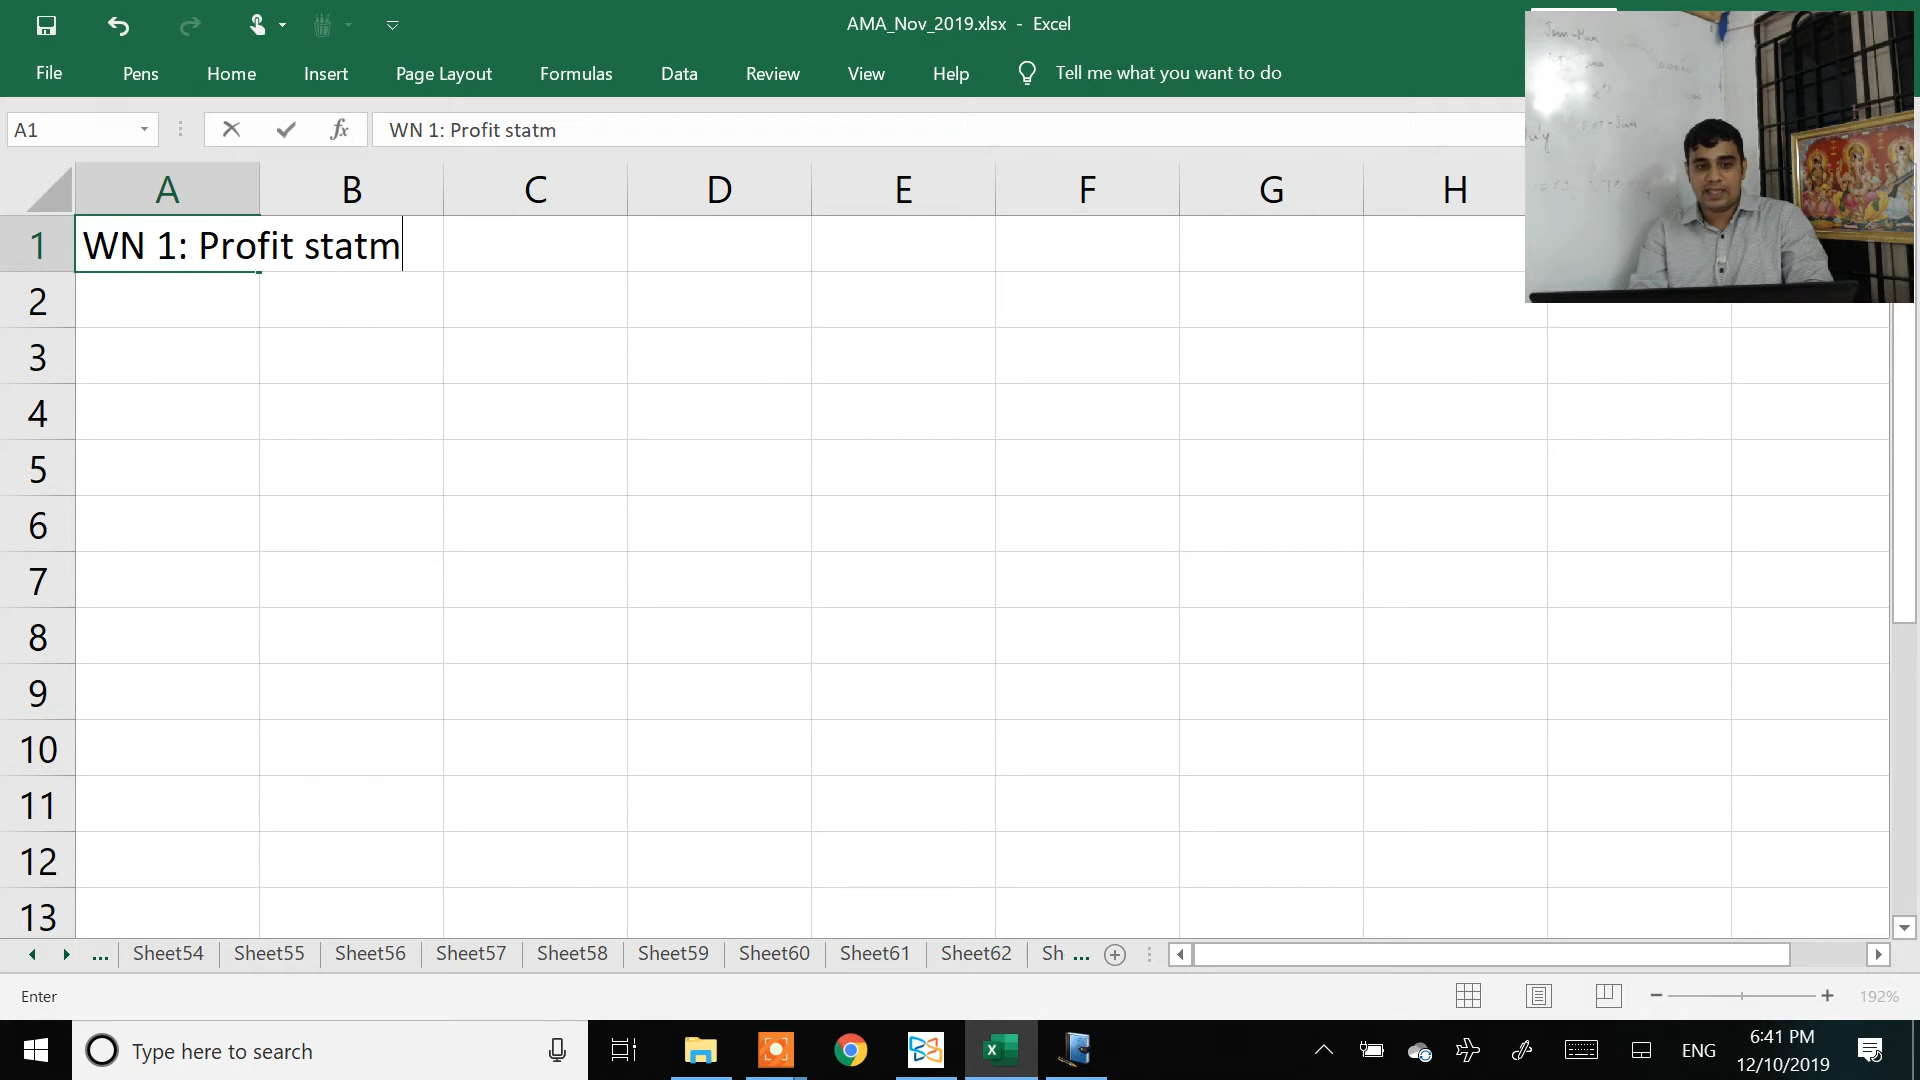 AMA_Nov_2019.xlsx - Excel
File Pens Home Insert Page Layout Formulas Data Review View Help Tell me what you want to do
A1 fx WN 1: Profit statm
A B C D E F G H
1 WN 1: Profit statm
2
3
4
5
6
7
8
9
10
11
12
13
... Sheet54 Sheet55 Sheet56 Sheet57 Sheet58 Sheet59 Sheet60 Sheet61 Sheet62 Sh ...
Enter 192%
Type here to search ENG 6:41 PM
12/10/2019